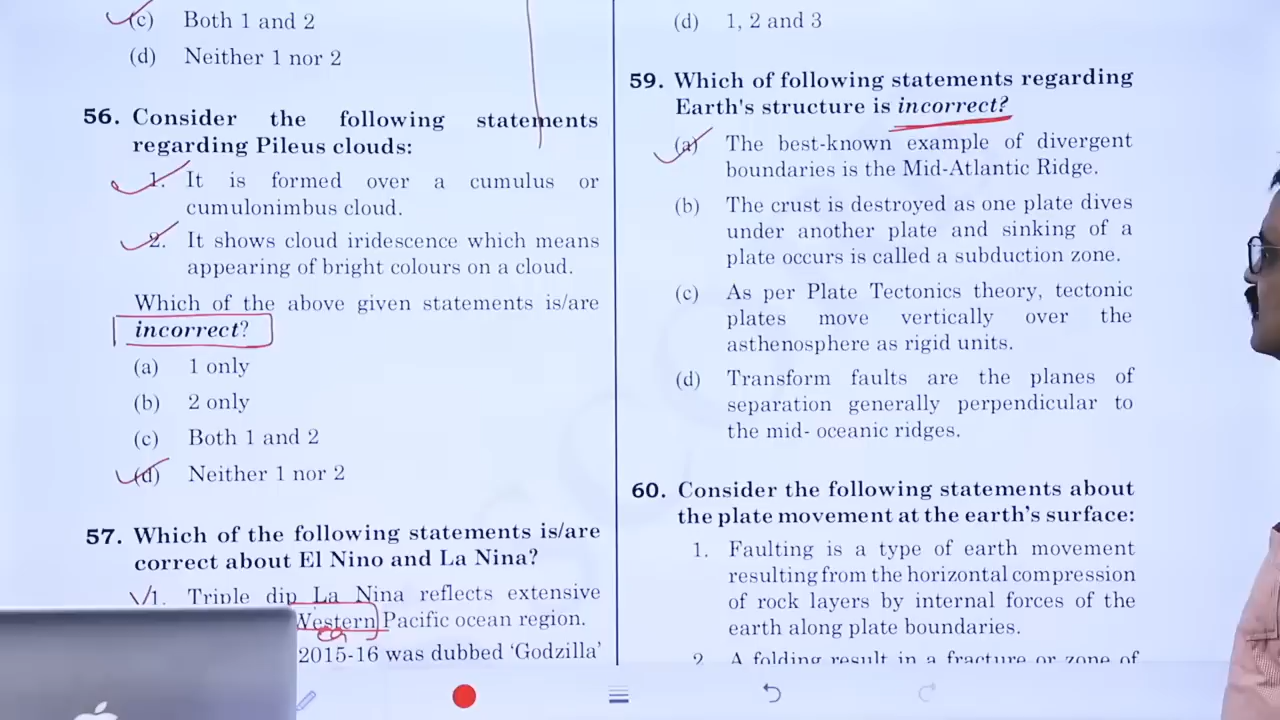 (c) Both 1 and 2
(d) Neither 1 nor 2
56. Consider the following statements
regarding Pileus clouds:
1. It is formed over a cumulus or
cumulonimbus cloud.
2. It shows cloud iridescence which means
appearing of bright colours on a cloud.
Which of the above given statements is/are
incorrect?
(a) 1 only
(b) 2 only
(c) Both 1 and 2
(d) Neither 1 nor 2
57. Which of the following statements is/are
correct about El Nino and La Nina?
1. Triple dip La Nina reflects extensive
Western Pacific ocean region.
ea
2015-16 was dubbed ‘Godzilla’
(d) 1, 2 and 3
59. Which of following statements regarding
Earth's structure is incorrect?
(a) The best-known example of divergent
boundaries is the Mid-Atlantic Ridge.
(b) The crust is destroyed as one plate dives
under another plate and sinking of a
plate occurs is called a subduction zone.
(c) As per Plate Tectonics theory, tectonic
plates move vertically over the
asthenosphere as rigid units.
(d) Transform faults are the planes of
separation generally perpendicular to
the mid- oceanic ridges.
60. Consider the following statements about
the plate movement at the earth’s surface:
1. Faulting is a type of earth movement
resulting from the horizontal compression
of rock layers by internal forces of the
earth along plate boundaries.
2. A folding result in a fracture or zone of